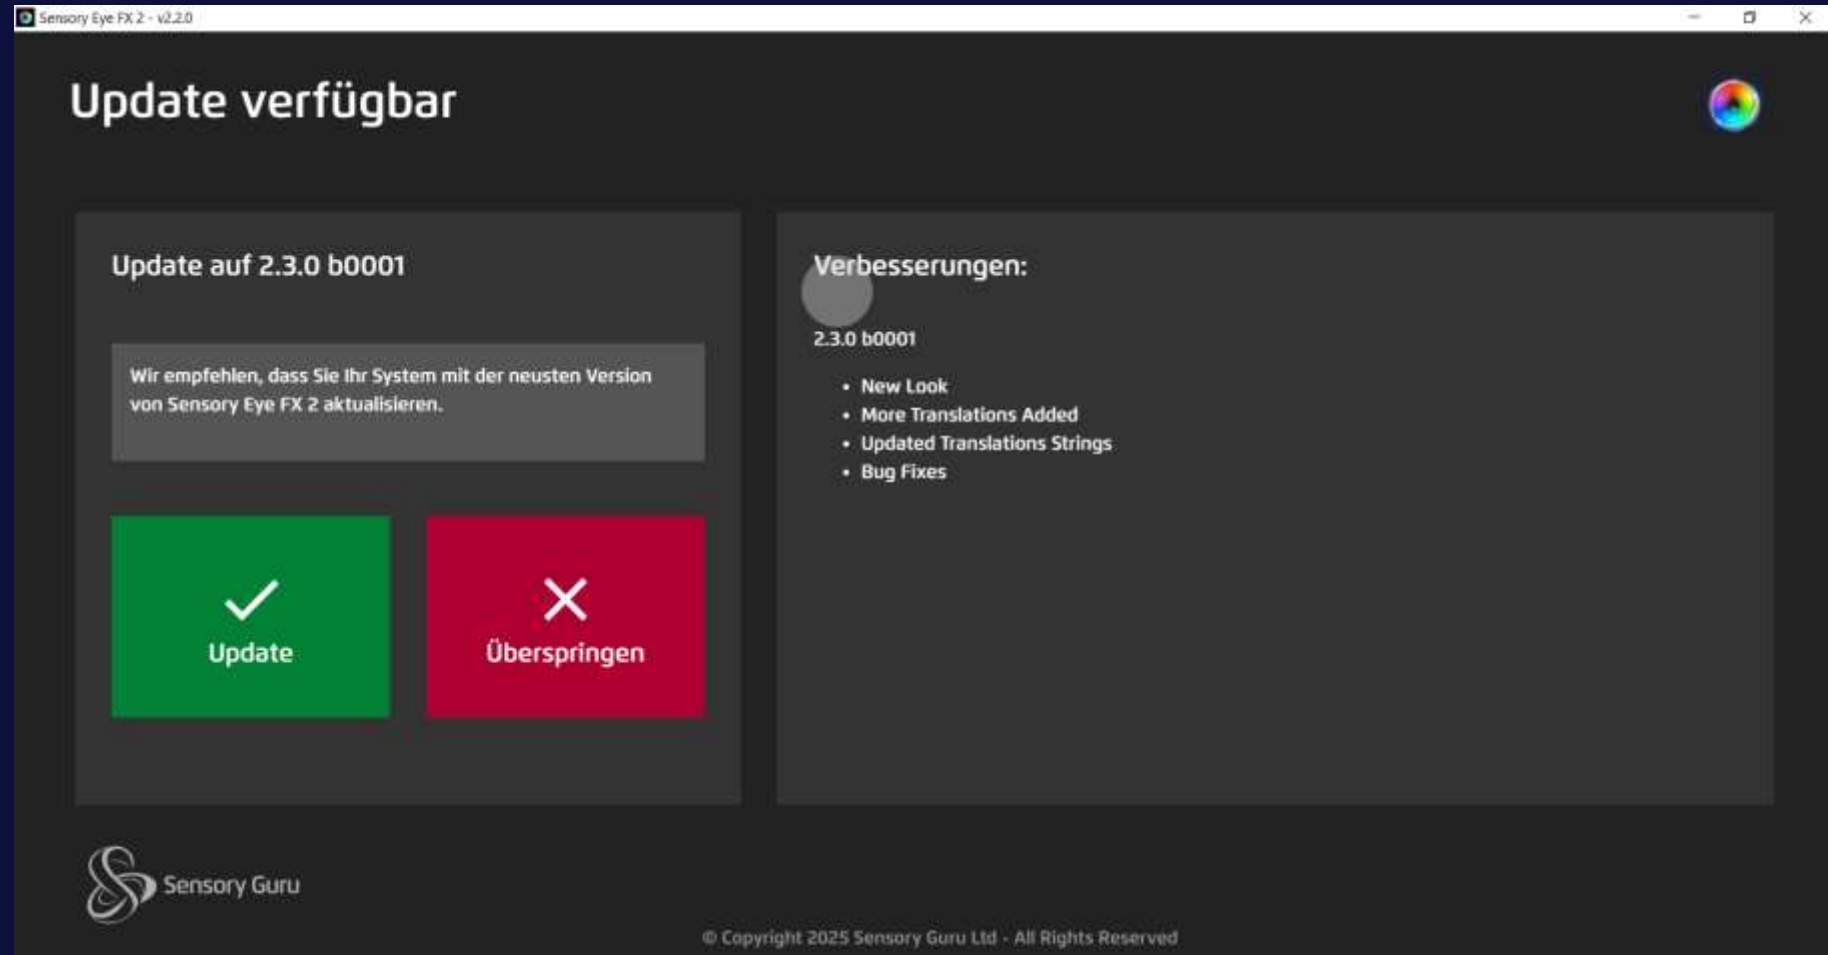 Sensory Eye FX 2 - v2.2.0
Update verfügbar
Update auf 2.3.0 b0001
Wir empfehlen, dass Sie Ihr System mit der neusten Version
von Sensory Eye FX 2 aktualisieren.
Update
Überspringen
Verbesserungen:
2.3.0 b0001
• New Look
• More Translations Added
• Updated Translations Strings
• Bug Fixes
Sensory Guru
© Copyright 2025 Sensory Guru Ltd - All Rights Reserved